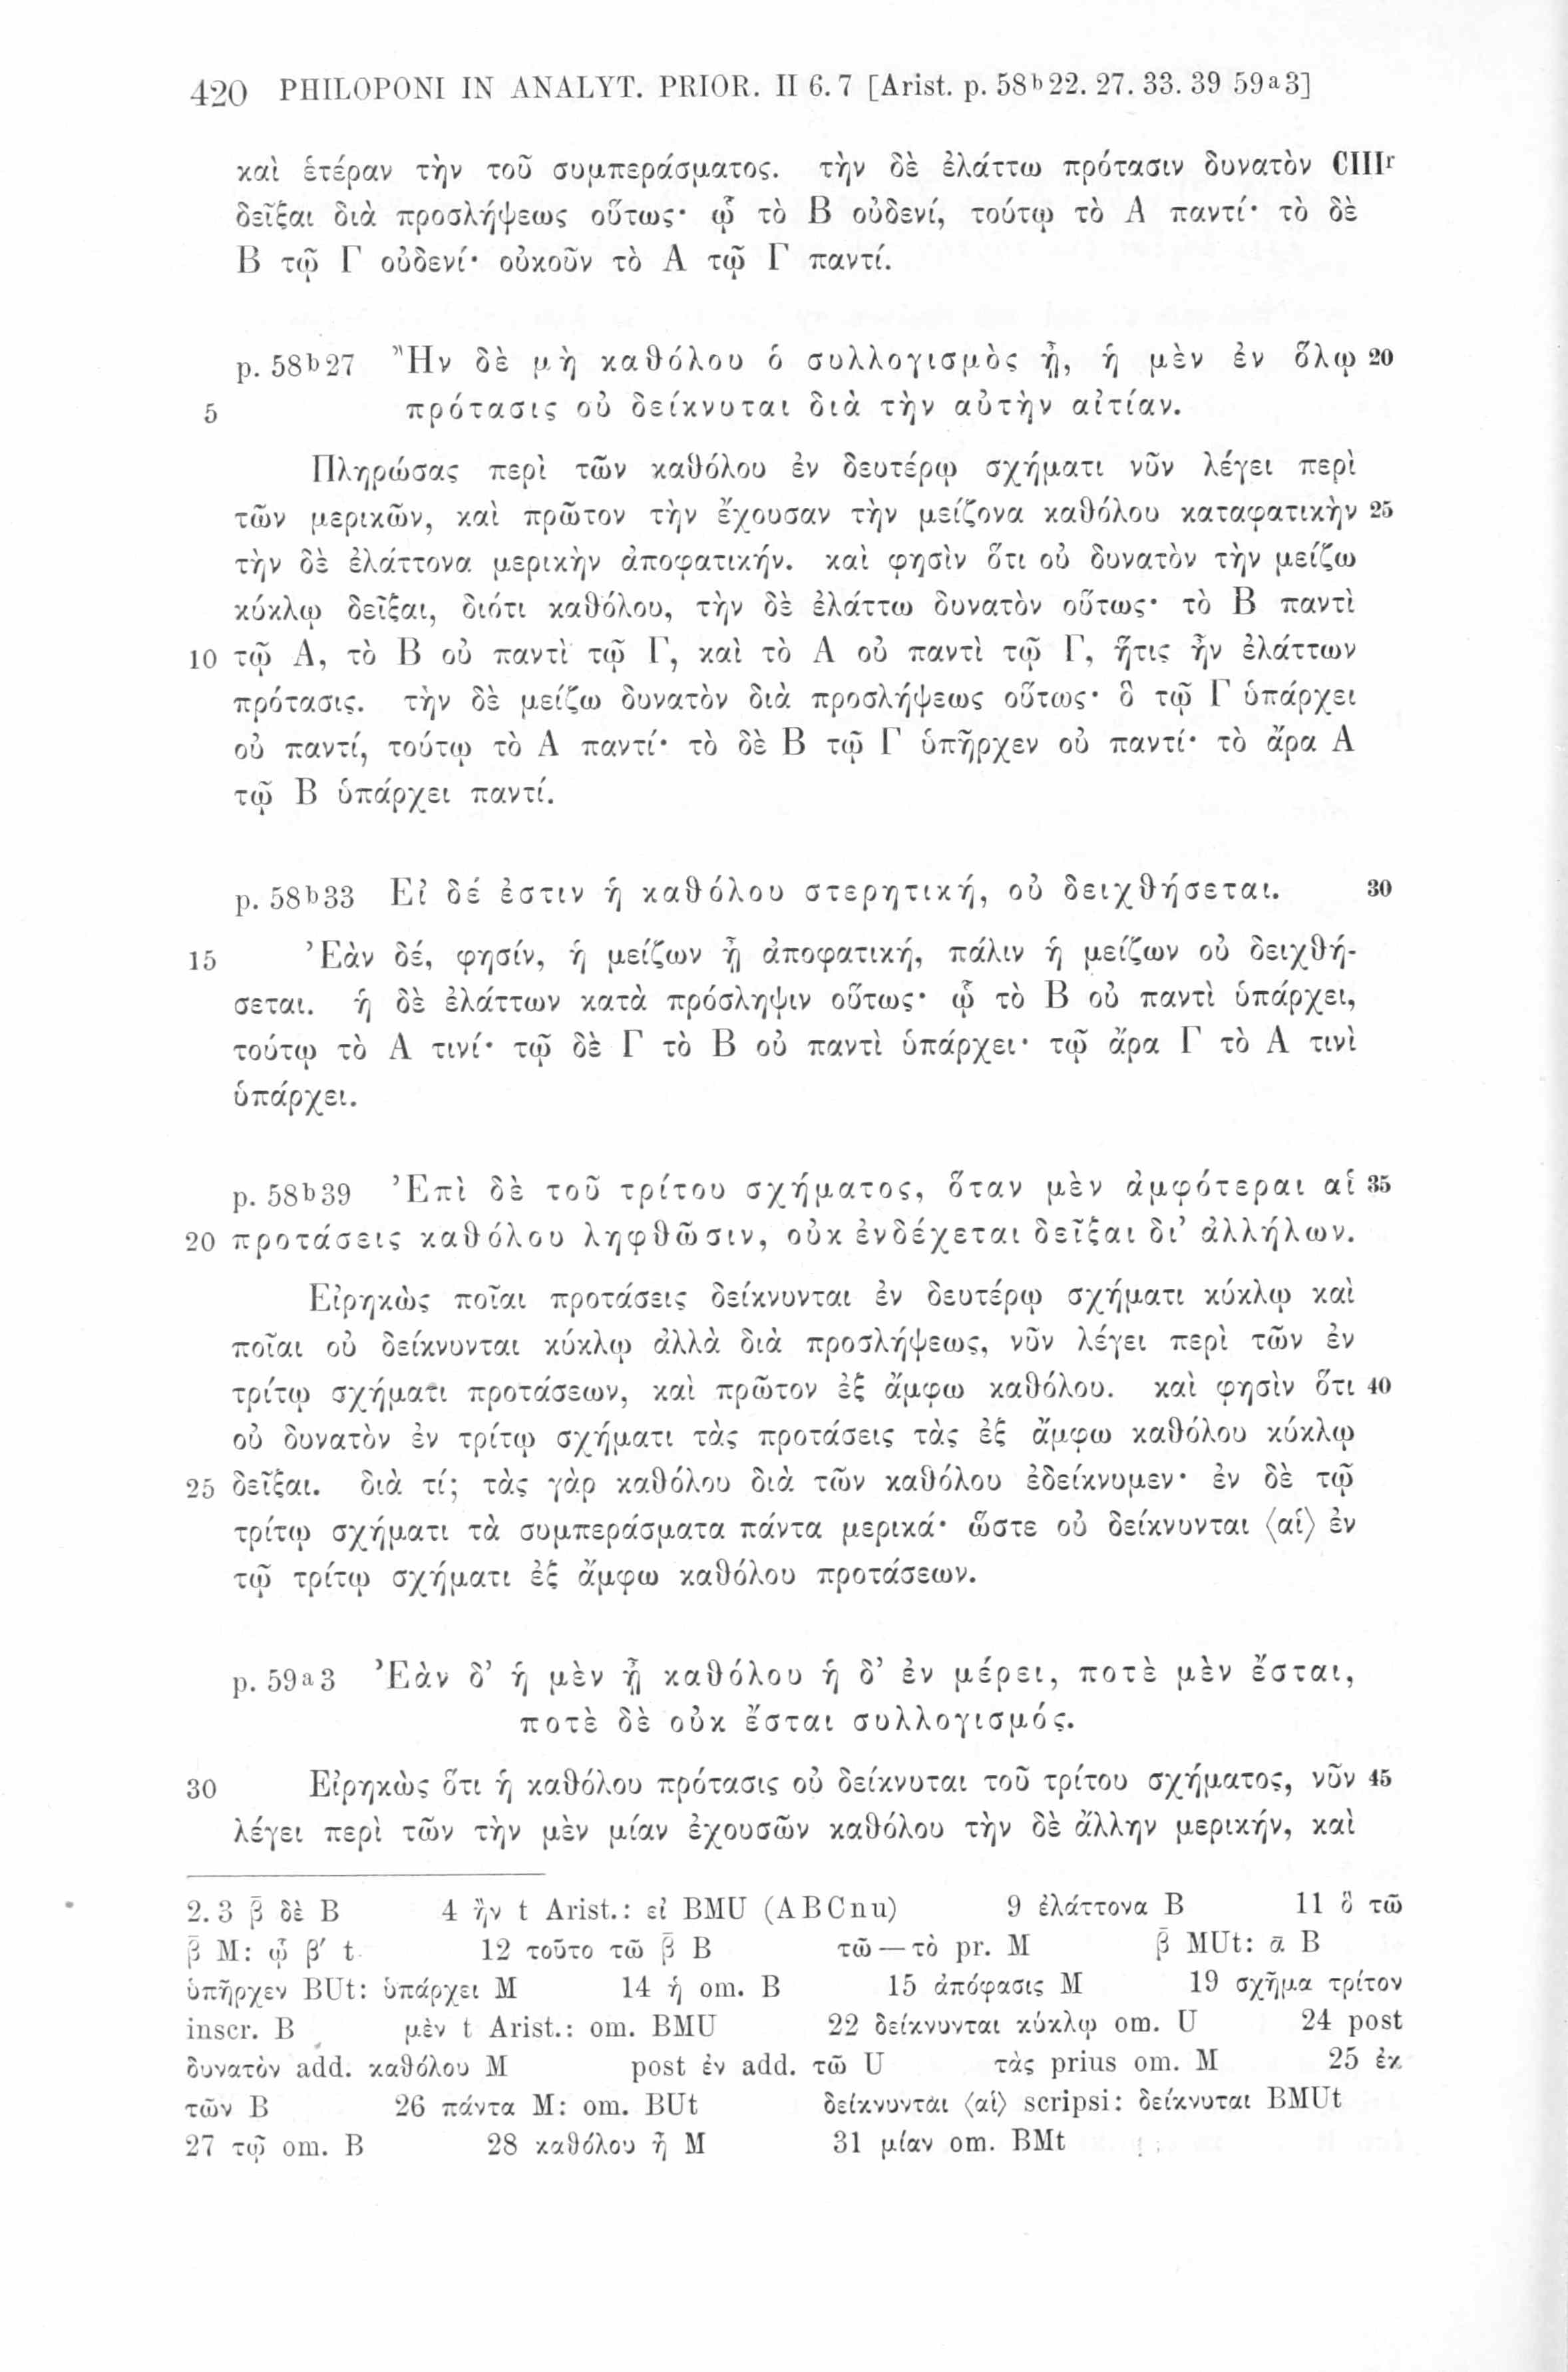 420 PHILOPONI IN ANALYT. PRIOR. II 6. 7 [Arist. p. 58b22. 27. 33. 39 59a3]
καὶ ἑτέραν τὴν τοῦ συμπεράσματος. τὴν δὲ ἐλάττω πρότασιν δυνατὸν CIIIr
δεῖξαι διὰ προσλήψεως οὕτως· ᾧ τὸ Β οὐδενί, τούτῳ τὸ Α παντί· τὸ δὲ
Β τῷ Γ οὐδενί· οὐκοῦν τὸ Α τῷ Γ παντί.
p. 58b27 Ἢν δὲ μὴ καθόλου ὁ συλλογισμὸς ᾖ, ἡ μὲν ἐν ὅλῳ 20
5 πρότασις οὐ δείκνυται διὰ τὴν αὐτὴν αἰτίαν.
Πληρώσας περὶ τῶν καθόλου ἐν δευτέρῳ σχήματι νῦν λέγει περὶ
τῶν μερικῶν, καὶ πρῶτον τὴν ἔχουσαν τὴν μείζονα καθόλου καταφατικὴν 25
τὴν δὲ ἐλάττονα μερικὴν ἀποφατικήν. καὶ φησὶν ὅτι οὐ δυνατὸν τὴν μείζω
κύκλῳ δεῖξαι, διότι καθόλου, τὴν δὲ ἐλάττω δυνατὸν οὕτως· τὸ Β παντὶ
10 τῷ Α, τὸ Β οὐ παντὶ τῷ Γ, καὶ τὸ Α οὐ παντὶ τῷ Γ, ἥτις ἦν ἐλάττων
πρότασις. τὴν δὲ μείζω δυνατὸν διὰ προσλήψεως οὕτως· ὃ τῷ Γ ὑπάρχει
οὐ παντί, τούτῳ τὸ Α παντί· τὸ δὲ Β τῷ Γ ὑπῆρχεν οὐ παντί· τὸ ἄρα Α
τῷ Β ὑπάρχει παντί.
p. 58b33 Εἰ δέ ἐστιν ἡ καθόλου στερητική, οὐ δειχθήσεται. 30
15 Ἐὰν δέ, φησίν, ἡ μείζων ᾖ ἀποφατική, πάλιν ἡ μείζων οὐ δειχθή-
σεται. ἡ δὲ ἐλάττων κατὰ πρόσληψιν οὕτως· ᾧ τὸ Β οὐ παντὶ ὑπάρχει,
τούτῳ τὸ Α τινί· τῷ δὲ Γ τὸ Β οὐ παντὶ ὑπάρχει· τῷ ἄρα Γ τὸ Α τινὶ
ὑπάρχει.
p. 58b39 Ἐπὶ δὲ τοῦ τρίτου σχήματος, ὅταν μὲν ἀμφότεραι αἱ 35
20 προτάσεις καθόλου ληφθῶσιν, οὐκ ἐνδέχεται δεῖξαι δι’ ἀλλήλων.
Εἰρηκὼς ποῖαι προτάσεις δείκνυνται ἐν δευτέρῳ σχήματι κύκλῳ καὶ
ποῖαι οὐ δείκνυνται κύκλῳ ἀλλὰ διὰ προσλήψεως, νῦν λέγει περὶ τῶν ἐν
τρίτῳ σχήματι προτάσεων, καὶ πρῶτον ἐξ ἄμφω καθόλου. καὶ φησὶν ὅτι 40
οὐ δυνατὸν ἐν τρίτῳ σχήματι τὰς προτάσεις τὰς ἐξ ἄμφω καθόλου κύκλῳ
25 δεῖξαι. διὰ τί; τὰς γὰρ καθόλου διὰ τῶν καθόλου ἐδείκνυμεν· ἐν δὲ τῷ
τρίτῳ σχήματι τὰ συμπεράσματα πάντα μερικά· ὥστε οὐ δείκνυνται ⟨αἱ⟩ ἐν
τῷ τρίτῳ σχήματι ἐξ ἄμφω καθόλου προτάσεων.
p. 59a3 Ἐὰν δ’ ἡ μὲν ᾖ καθόλου ἡ δ’ ἐν μέρει, ποτὲ μὲν ἔσται,
ποτὲ δὲ οὐκ ἔσται συλλογισμός.
30 Εἰρηκὼς ὅτι ἡ καθόλου πρότασις οὐ δείκνυται τοῦ τρίτου σχήματος, νῦν 45
λέγει περὶ τῶν τὴν μὲν μίαν ἐχουσῶν καθόλου τὴν δὲ ἄλλην μερικήν, καὶ
2. 3 β̄ δὲ B 4 ἢν t Arist.: εἰ BMU (ABCnu) 9 ἐλάττονα B 11 ὃ τῶ
β̄ M: ᾧ β′ t 12 τοῦτο τῶ β̄ B τῶ — τὸ pr. M β̄ MUt: ᾱ B
ὑπῆρχεν BUt: ὑπάρχει M 14 ἡ om. B 15 ἀπόφασις M 19 σχῆμα τρίτον
inscr. B μὲν t Arist.: om. BMU 22 δείκνυνται κύκλῳ om. U 24 post
δυνατὸν add. καθόλου M post ἐν add. τῶ U τὰς prius om. M 25 ἐκ
τῶν B 26 πάντα M: om. BUt δείκνυνται ⟨αἱ⟩ scripsi: δείκνυται BMUt
27 τῷ om. B 28 καθόλου ᾖ M 31 μίαν om. BMt